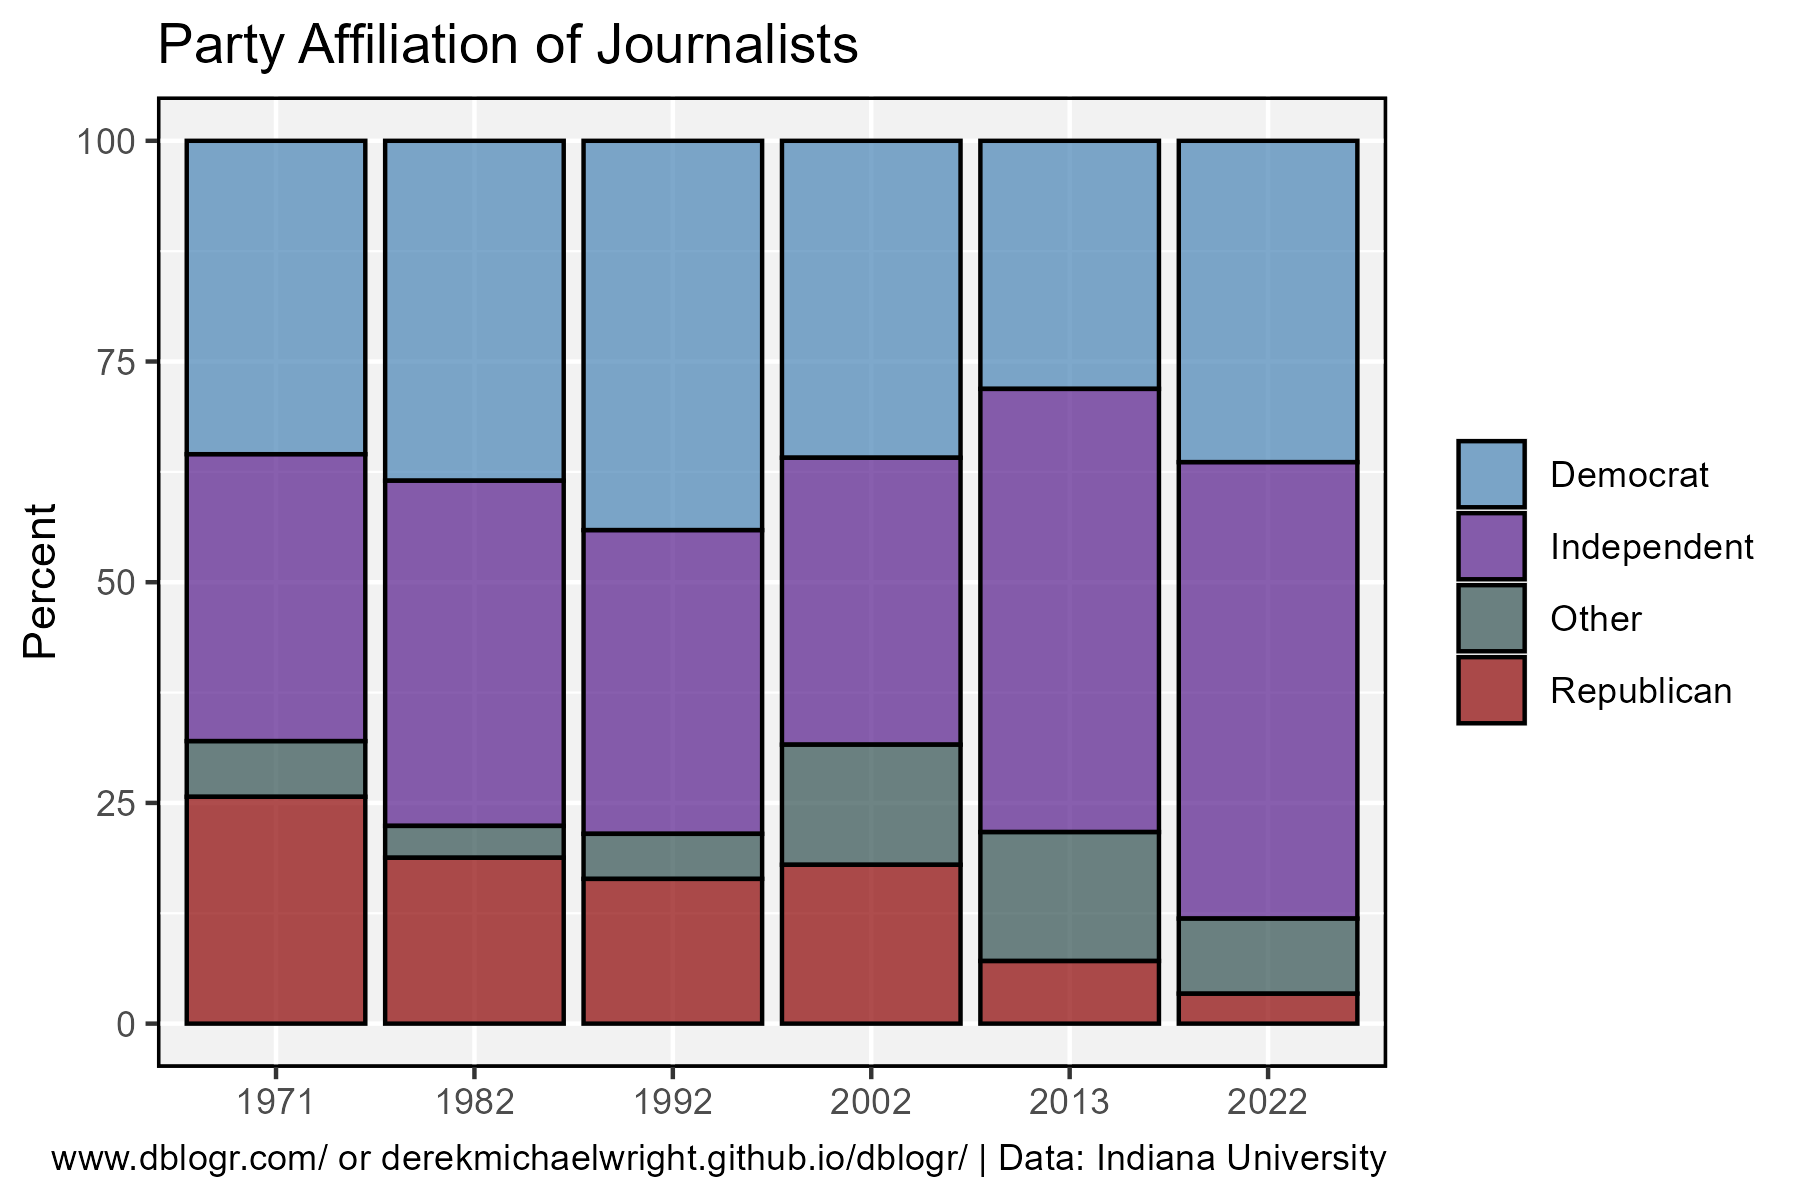 Party Affiliation of Journalists
Percent
100
75
50
25
0
1971 1982 1992 2002 2013 2022
Democrat
Independent
Other
Republican
www.dblogr.com/ or derekmichaelwright.github.io/dblogr/ | Data: Indiana University